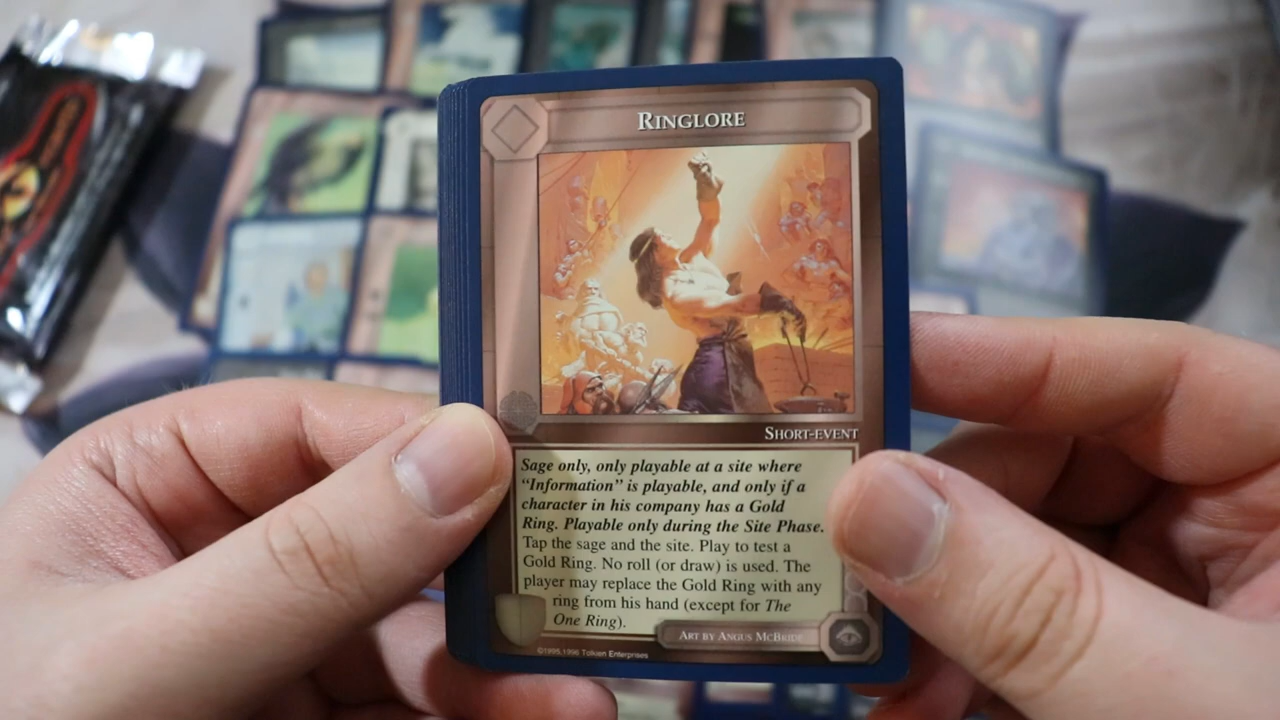 RINGLORE
SHORT-EVENT
Sage only, only playable at a site where
“Information” is playable, and only if a
character in his company has a Gold
Ring. Playable only during the Site Phase.
Tap the sage and the site. Play to test a
Gold Ring. No roll (or draw) is used. The
player may replace the Gold Ring with any
ring from his hand (except for The
One Ring).
ART BY ANGUS MCBRIDE
©1995,1996 Tolkien Enterprises